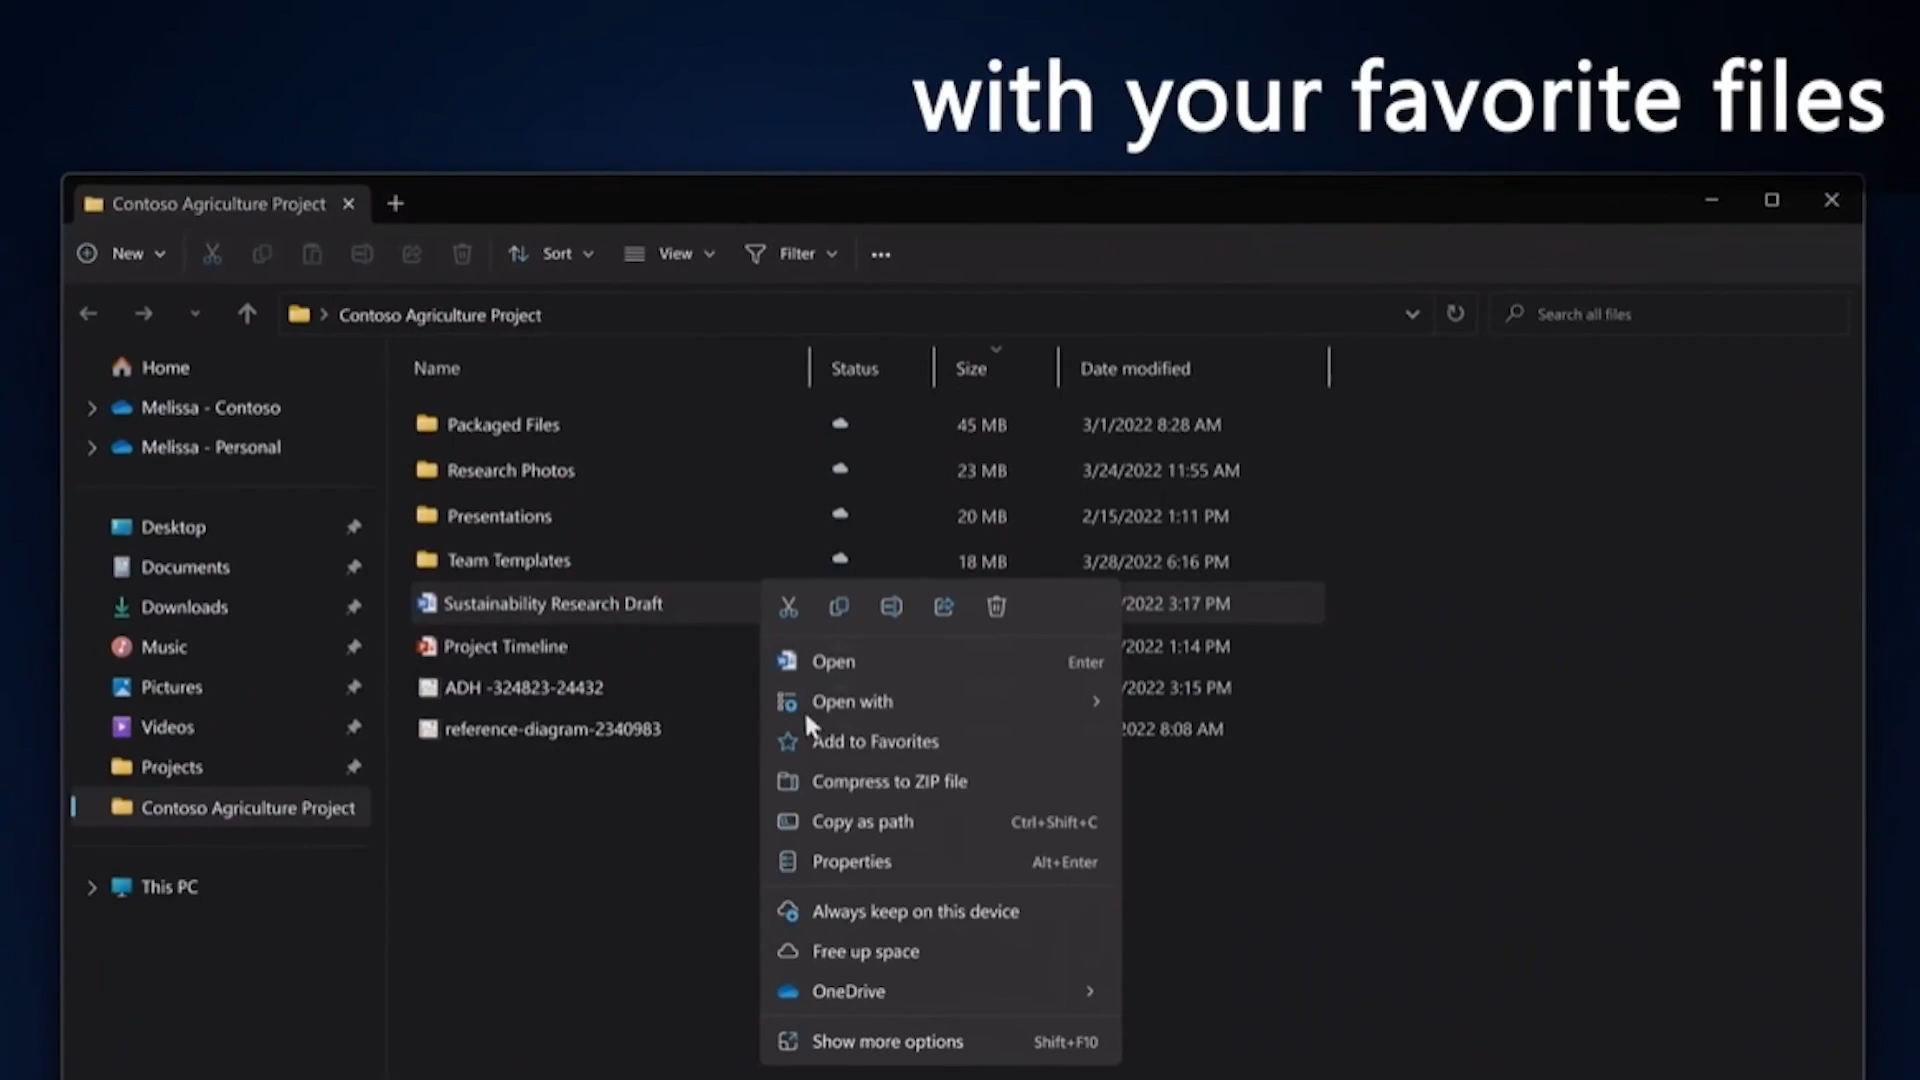 with your favorite files
Contoso Agriculture Project
New Sort View Filter
Contoso Agriculture Project Search all files
Home
Melissa - Contoso
Melissa - Personal
Desktop
Documents
Downloads
Music
Pictures
Videos
Projects
Contoso Agriculture Project
This PC
Name Status Size Date modified
Packaged Files 45 MB 3/1/2022 8:28 AM
Research Photos 23 MB 3/24/2022 11:55 AM
Presentations 20 MB 2/15/2022 1:11 PM
Team Templates 18 MB 3/28/2022 6:16 PM
Sustainability Research Draft /2022 3:17 PM
Project Timeline /2022 1:14 PM
ADH -324823-24432 /2022 3:15 PM
reference-diagram-2340983 2022 8:08 AM
Open Enter
Open with
Add to Favorites
Compress to ZIP file
Copy as path Ctrl+Shift+C
Properties Alt+Enter
Always keep on this device
Free up space
OneDrive
Show more options Shift+F10